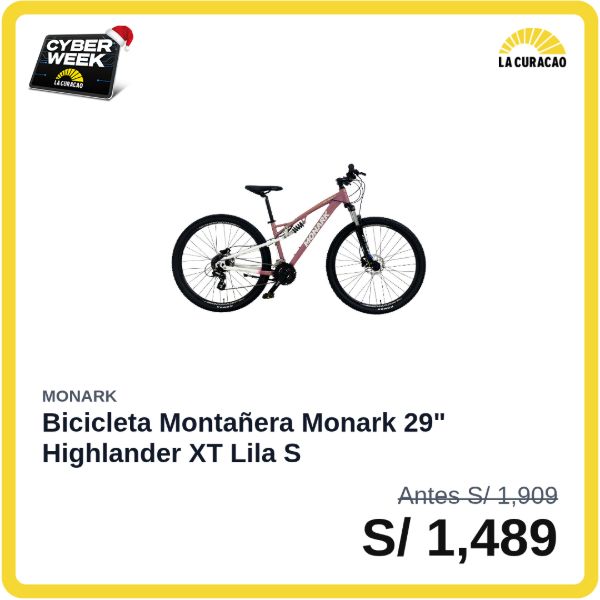 CYBER
WEEK
LA CURACAO
LA CURACAO
MONARK
MONARK
Bicicleta Montañera Monark 29"
Highlander XT Lila S
Antes S/ 1,909
S/ 1,489